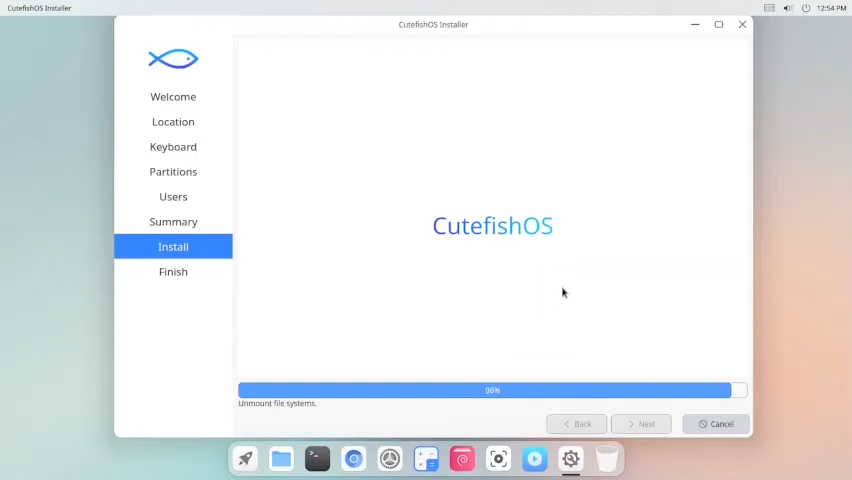 CutefishOS Installer
12:54 PM
CutefishOS Installer
Welcome
Location
Keyboard
Partitions
Users
Summary
Install
Finish
CutefishOS
96%
Unmount file systems.
Back
Next
Cancel